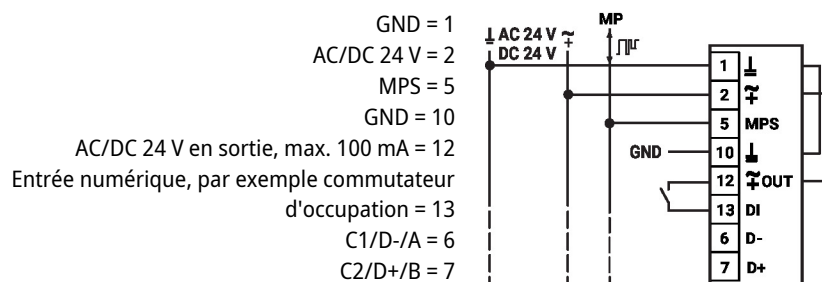 GND = 1
AC/DC 24 V = 2
MPS = 5
GND = 10
AC/DC 24 V en sortie, max. 100 mA = 12
Entrée numérique, par exemple commutateur
d'occupation = 13
C1/D-/A = 6
C2/D+/B = 7
MP
⊥ AC 24 V ~
DC 24 V +
1 ⊥
2 ~+
5 MPS
GND 10 ⊥
12 ~+ OUT
13 DI
6 D-
7 D+